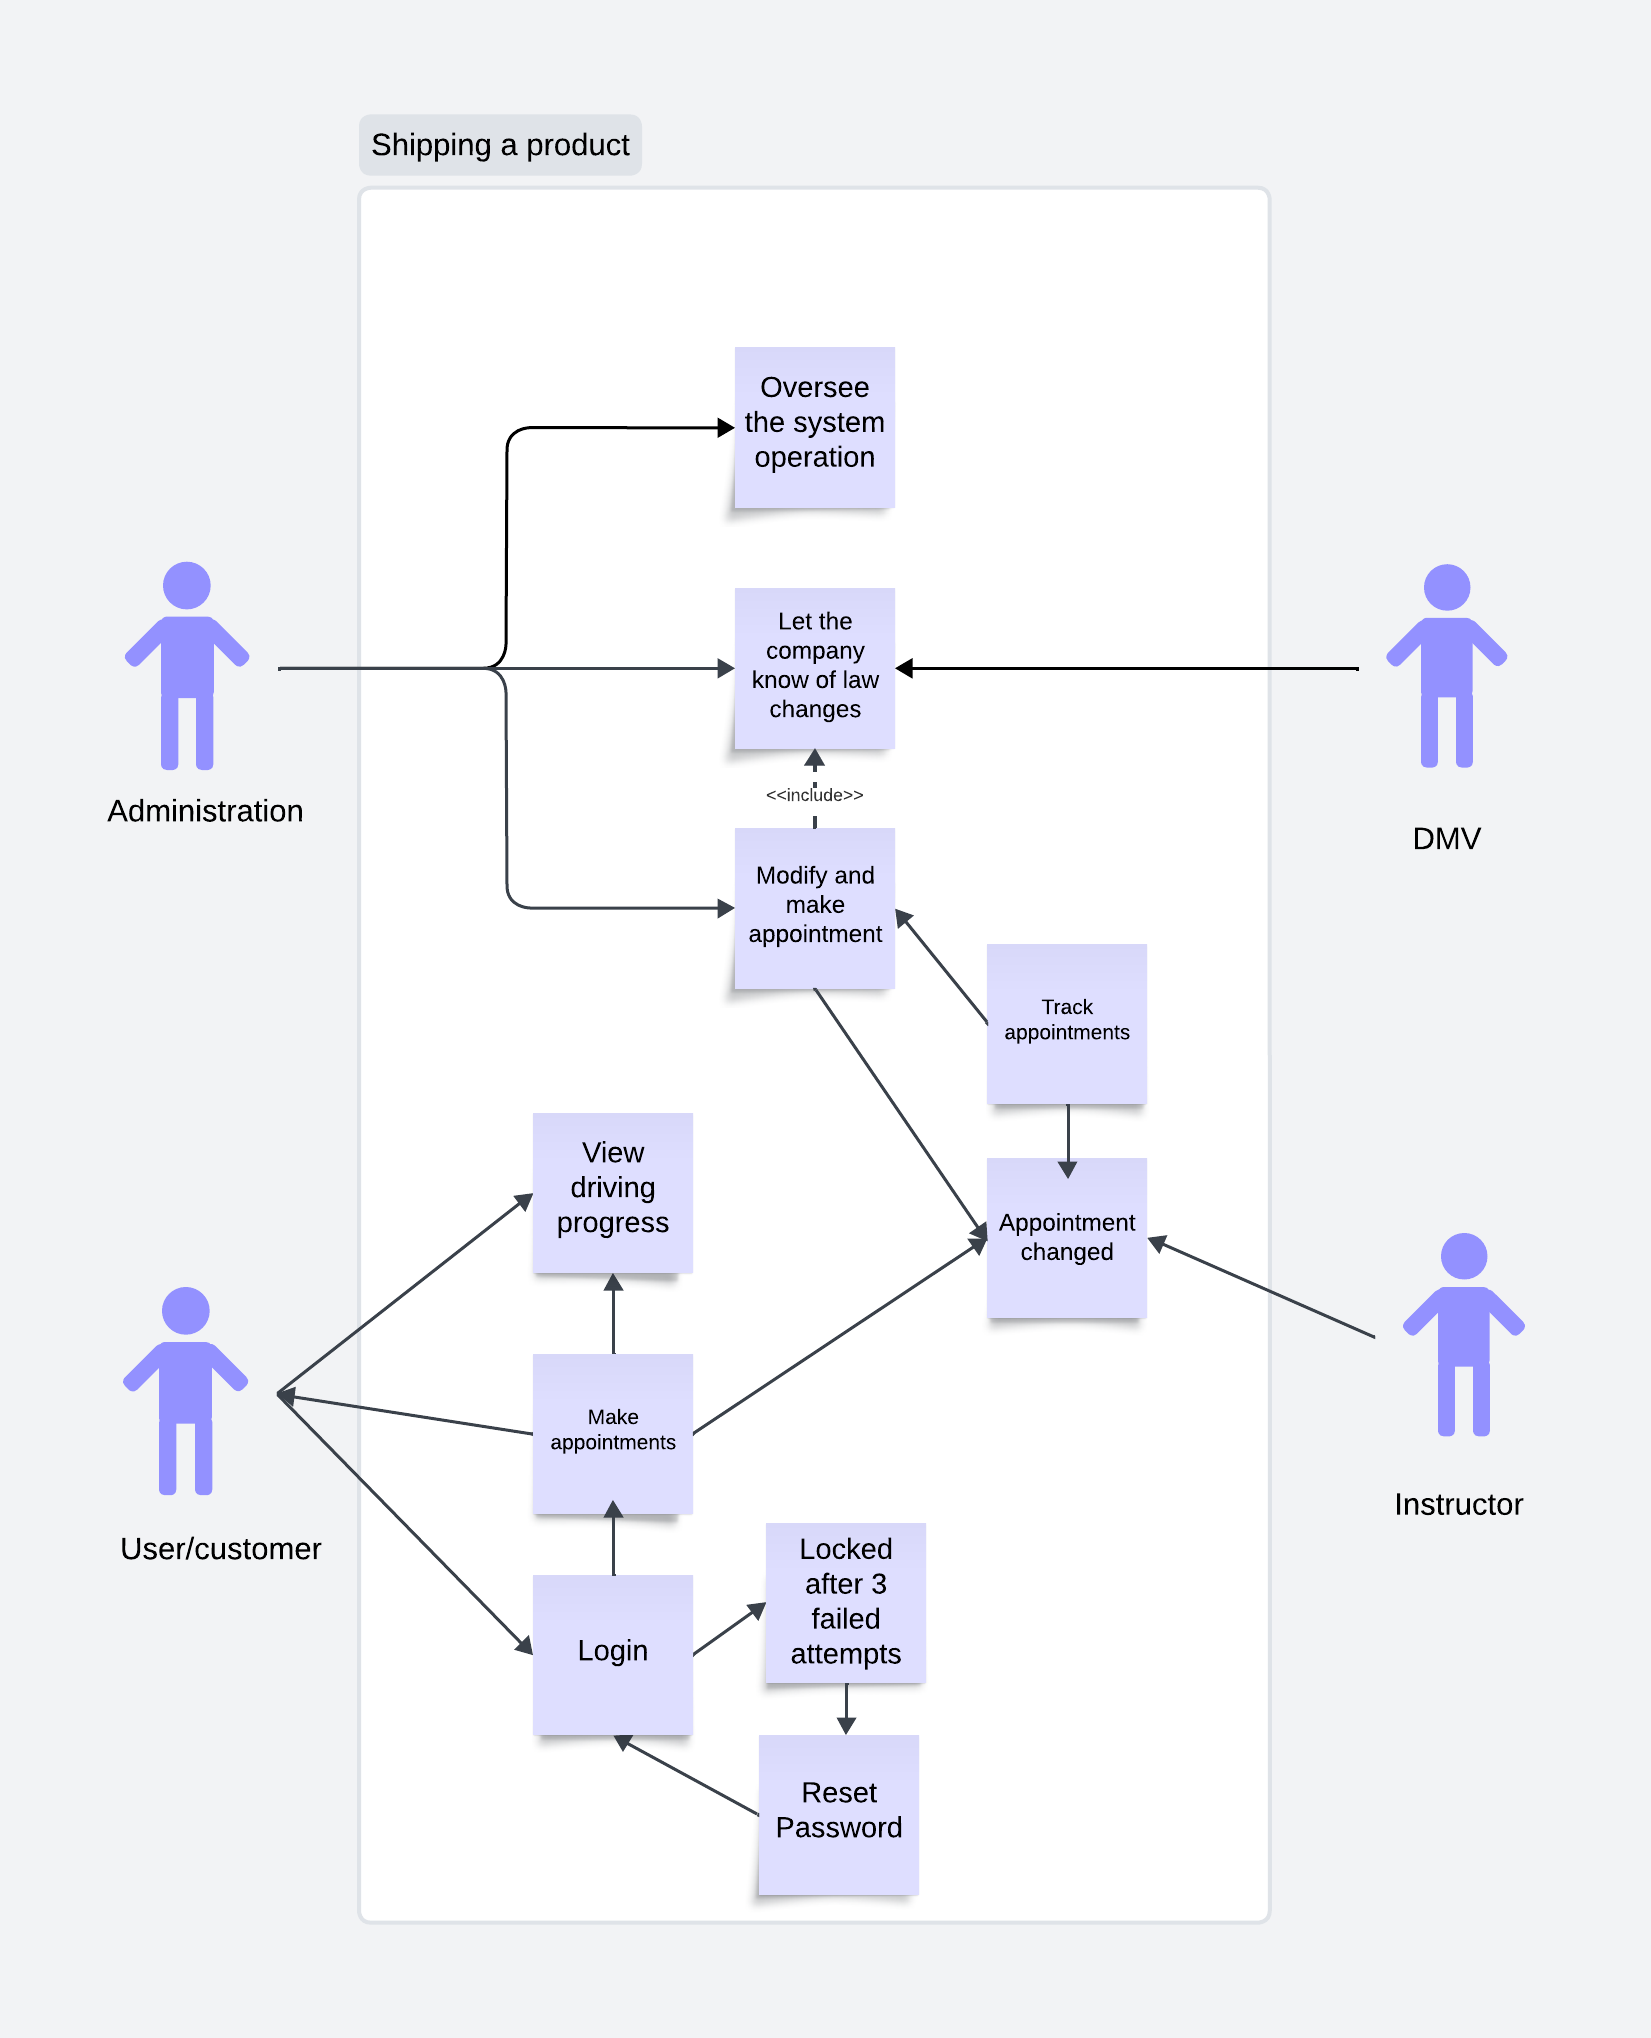 Shipping a product
Oversee
the system
operation
Let the
company
know of law
changes
Administration
DMV
<<include>>
Modify and
make
appointment
Track
appointments
View
driving
progress
Appointment
changed
Make
appointments
User/customer
Instructor
Locked
after 3
failed
attempts
Login
Reset
Password